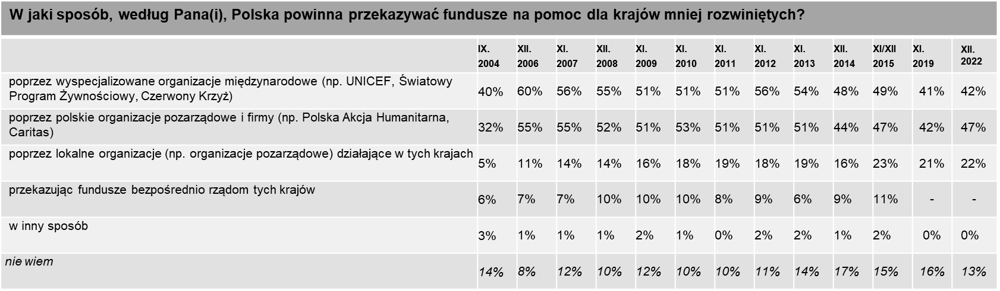 W jaki sposób, według Pana(i), Polska powinna przekazywać fundusze na pomoc dla krajów mniej rozwiniętych?
IX. XII. XI. XII. XI. XI. XI. XI. XI. XII. XI/XII XI. XII.
2004 2006 2007 2008 2009 2010 2011 2012 2013 2014 2015 2019 2022
poprzez wyspecjalizowane organizacje międzynarodowe (np. UNICEF, Światowy
Program Żywnościowy, Czerwony Krzyż) 40% 60% 56% 55% 51% 51% 51% 56% 54% 48% 49% 41% 42%
poprzez polskie organizacje pozarządowe i firmy (np. Polska Akcja Humanitarna,
Caritas) 32% 55% 55% 52% 51% 53% 51% 51% 51% 44% 47% 42% 47%
poprzez lokalne organizacje (np. organizacje pozarządowe) działające w tych krajach 5% 11% 14% 14% 16% 18% 19% 18% 19% 16% 23% 21% 22%
przekazując fundusze bezpośrednio rządom tych krajów 6% 7% 7% 10% 10% 10% 8% 9% 6% 9% 11% - -
w inny sposób 3% 1% 1% 1% 2% 1% 0% 2% 2% 1% 2% 0% 0%
nie wiem 14% 8% 12% 10% 12% 10% 10% 11% 14% 17% 15% 16% 13%